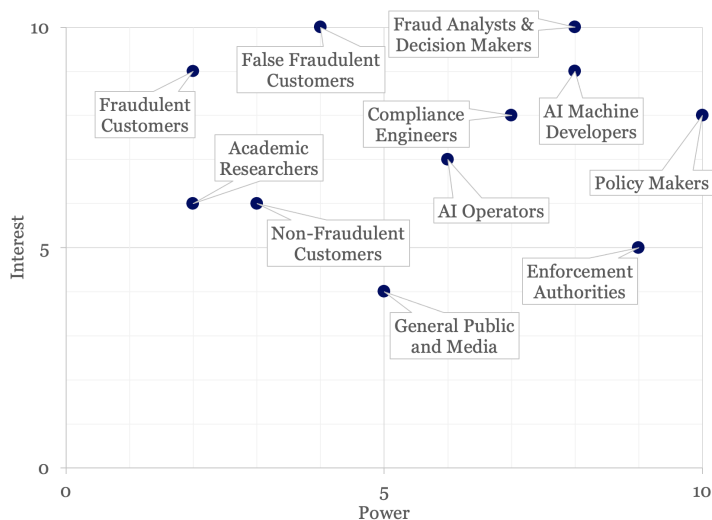 10
Fraud Analysts &
Decision Makers
False Fraudulent
Customers
Fraudulent
Customers
AI Machine
Developers
Compliance
Engineers
Academic
Researchers
Policy Makers
AI Operators
Non-Fraudulent
Customers
Interest
5
Enforcement
Authorities
General Public
and Media
0
0
5
10
Power